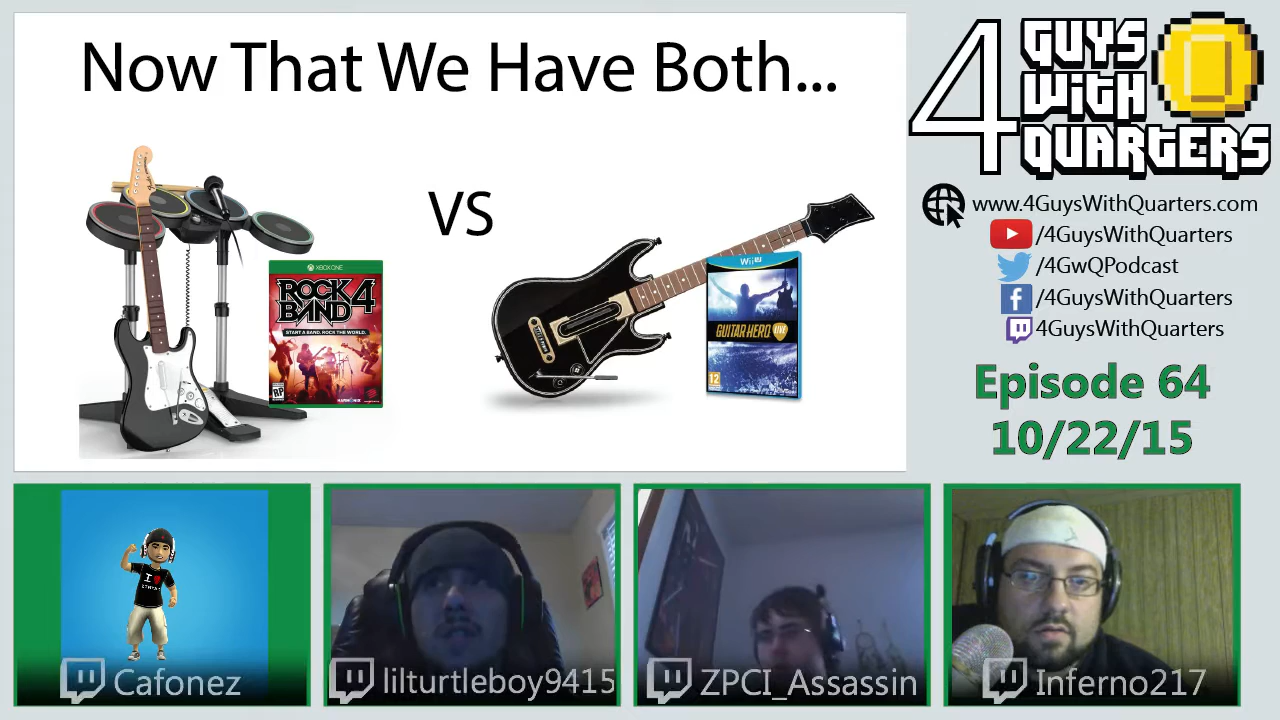 Now That We Have Both...
VS
XBOX ONE
ROCK
BAND 4
START A BAND. ROCK THE WORLD.
RP
Wii U
GUITAR HERO LIVE
12
4 GUYS
WITH
QUARTERS
www.4GuysWithQuarters.com
/4GuysWithQuarters
/4GwQPodcast
/4GuysWithQuarters
4GuysWithQuarters
Episode 64
10/22/15
I
Cafonez
lilturtleboy9415
ZPCI_Assassin
Inferno217